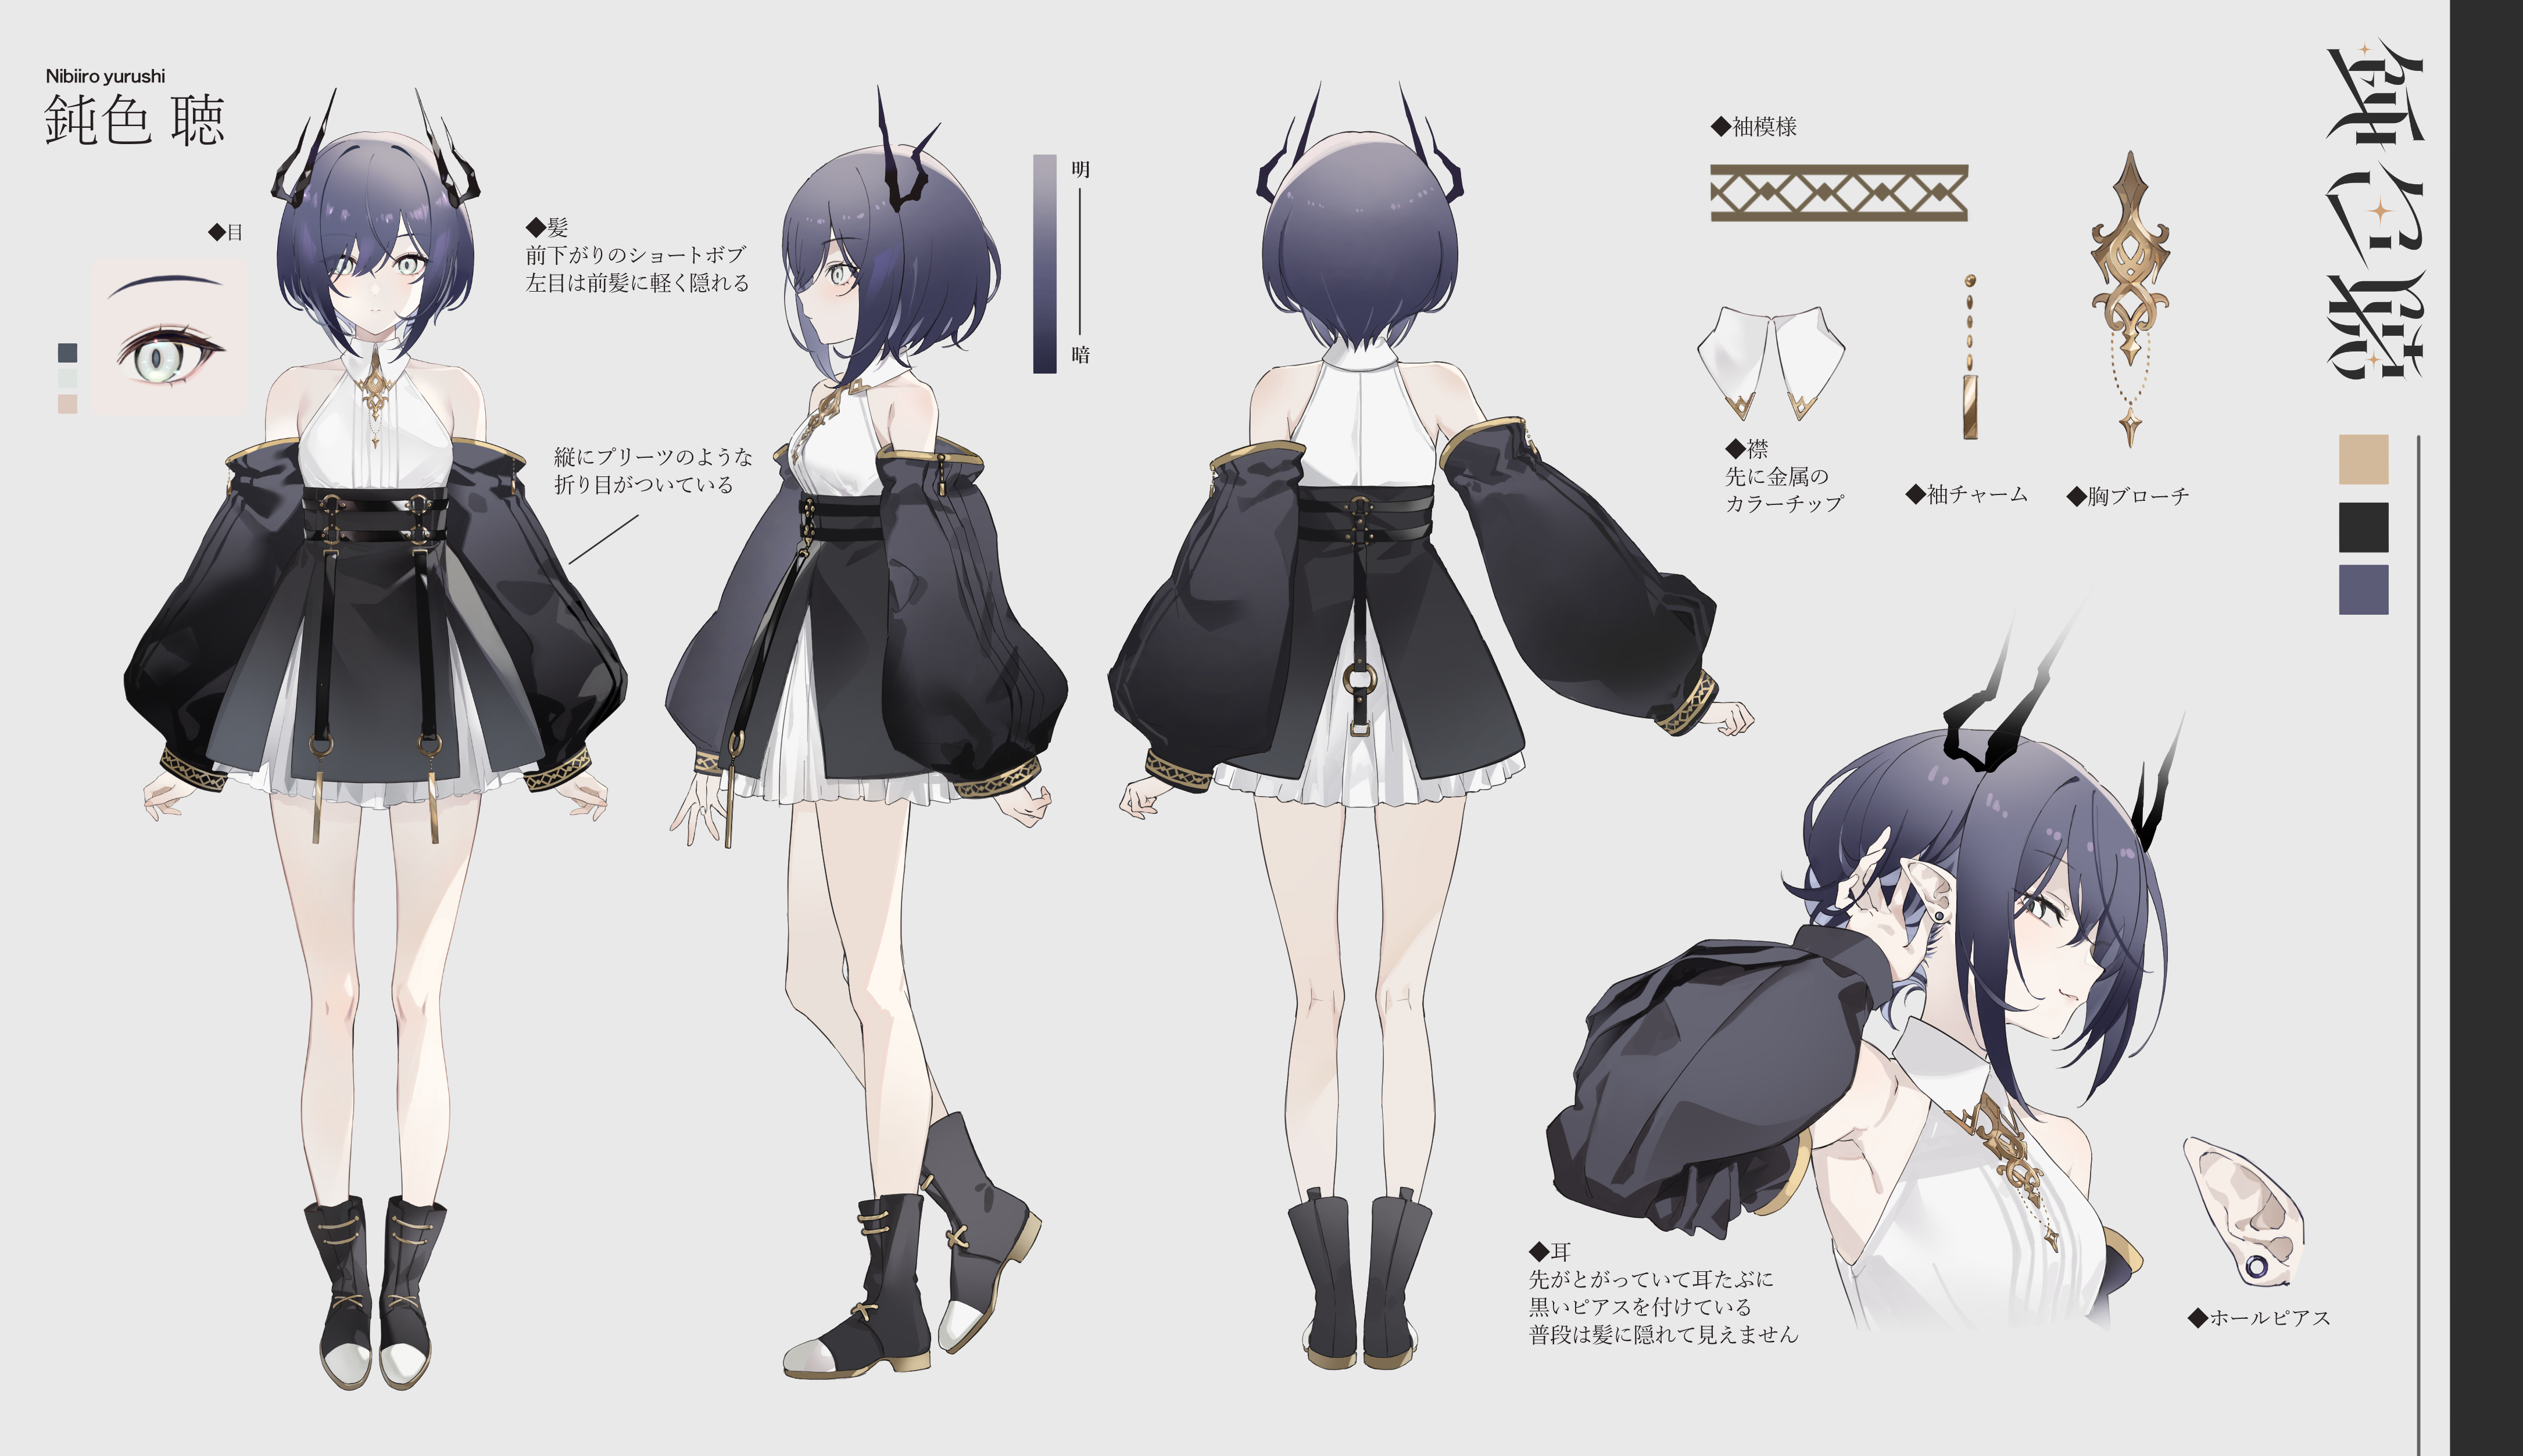 Nibiiro yurushi
鈍色 聴
◆目
◆髪
前下がりのショートボブ
左目は前髪に軽く隠れる
縦にプリーツのような
折り目がついている
明
暗
◆袖模様
◆襟
先に金属の
カラーチップ
◆袖チャーム
◆胸ブローチ
鈍色聴
◆耳
先がとがっていて耳たぶに
黒いピアスを付けている
普段は髪に隠れて見えません
◆ホールピアス